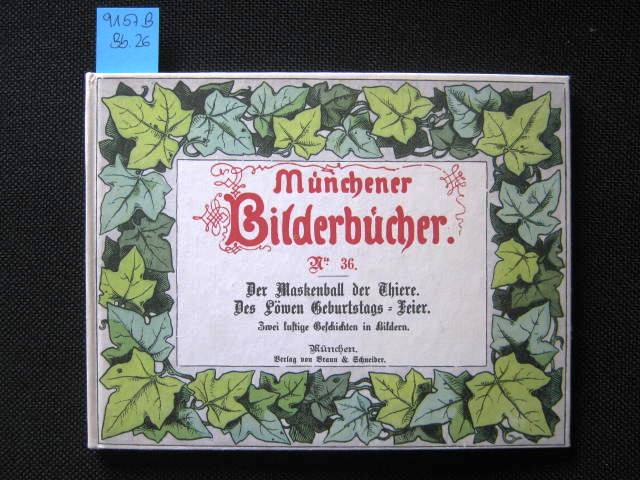 9157B
Bb. 26
Münchener
Bilderbücher.
No. 36.
Der Maskenball der Thiere.
Des Löwen Geburtstags-Feier.
Zwei lustige Geschichten in Bildern.
München.
Verlag von Braun & Schneider.